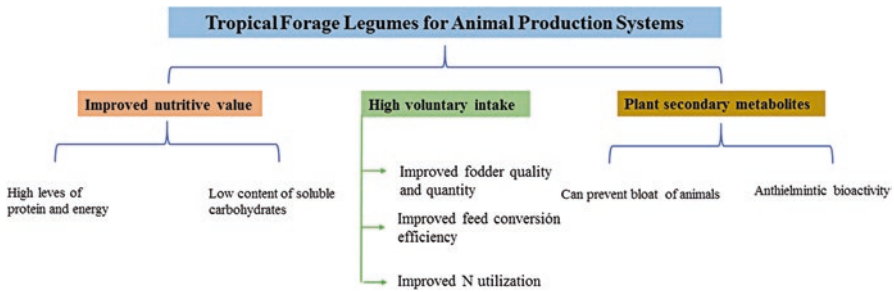 Tropical Forage Legumes for Animal Production Systems
Improved nutritive value
High voluntary intake
Plant secondary metabolites
High leves of
protein and energy
Low content of soluble
carbohydrates
Improved fodder quality
and quantity
Improved feed conversión
efficiency
Improved N utilization
Can prevent bloat of animals
Anthielmintic bioactivity